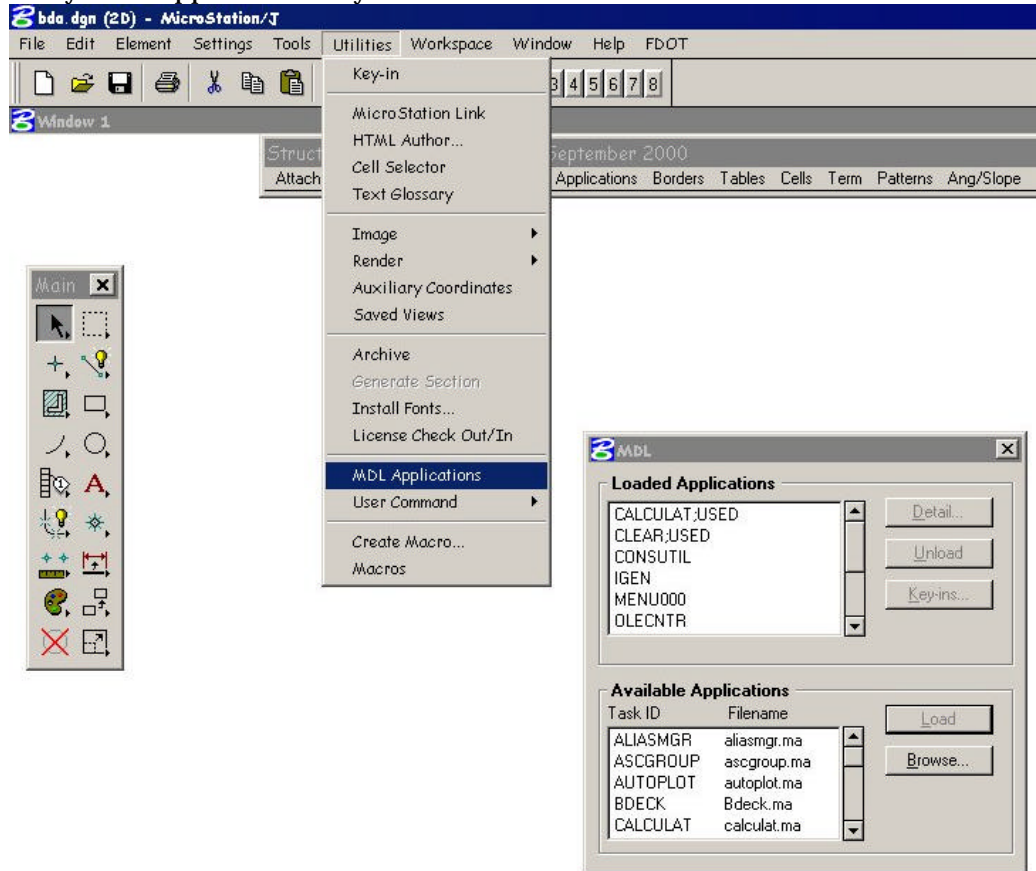 bda.dgn (2D) - MicroStation/J
File Edit Element Settings Tools Utilities Workspace Window Help FDOT
3 4 5 6 7 8
Window 1
Struct September 2000
Attach Applications Borders Tables Cells Term Patterns Ang/Slope
Key-in
MicroStation Link
HTML Author...
Cell Selector
Text Glossary
Image
Render
Auxiliary Coordinates
Saved Views
Archive
Generate Section
Install Fonts...
License Check Out/In
MDL Applications
User Command
Create Macro...
Macros
Main
1
A
MDL
Loaded Applications
CALCULAT;USED
CLEAR;USED
CONSUTIL
IGEN
MENU000
OLECNTR
Detail...
Unload
Key-ins...
Available Applications
Task ID Filename
ALIASMGR aliasmgr.ma
ASCGROUP ascgroup.ma
AUTOPLOT autoplot.ma
BDECK Bdeck.ma
CALCULAT calculat.ma
Load
Browse...